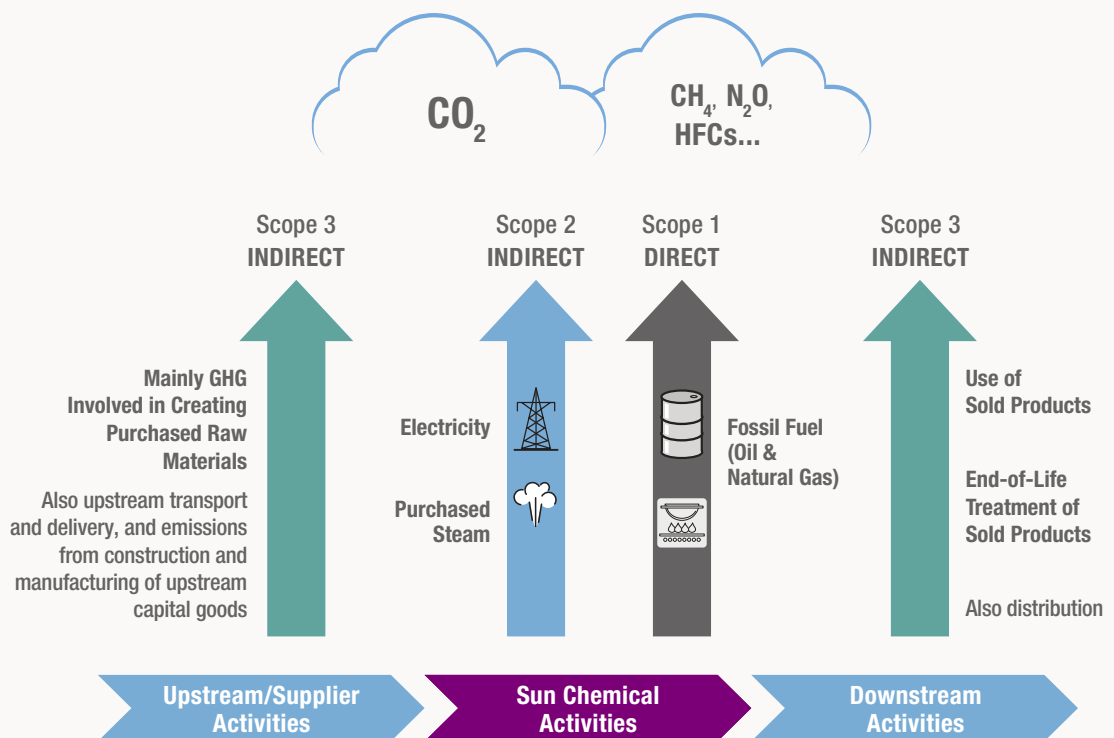 CO₂
CH₄, N₂O,
HFCs...
Scope 3
INDIRECT
Scope 2
INDIRECT
Scope 1
DIRECT
Scope 3
INDIRECT
Mainly GHG
Involved in Creating
Purchased Raw
Materials
Also upstream transport
and delivery, and emissions
from construction and
manufacturing of upstream
capital goods
Electricity
Purchased
Steam
Fossil Fuel
(Oil &
Natural Gas)
Use of
Sold Products
End-of-Life
Treatment of
Sold Products
Also distribution
Upstream/Supplier
Activities
Sun Chemical
Activities
Downstream
Activities